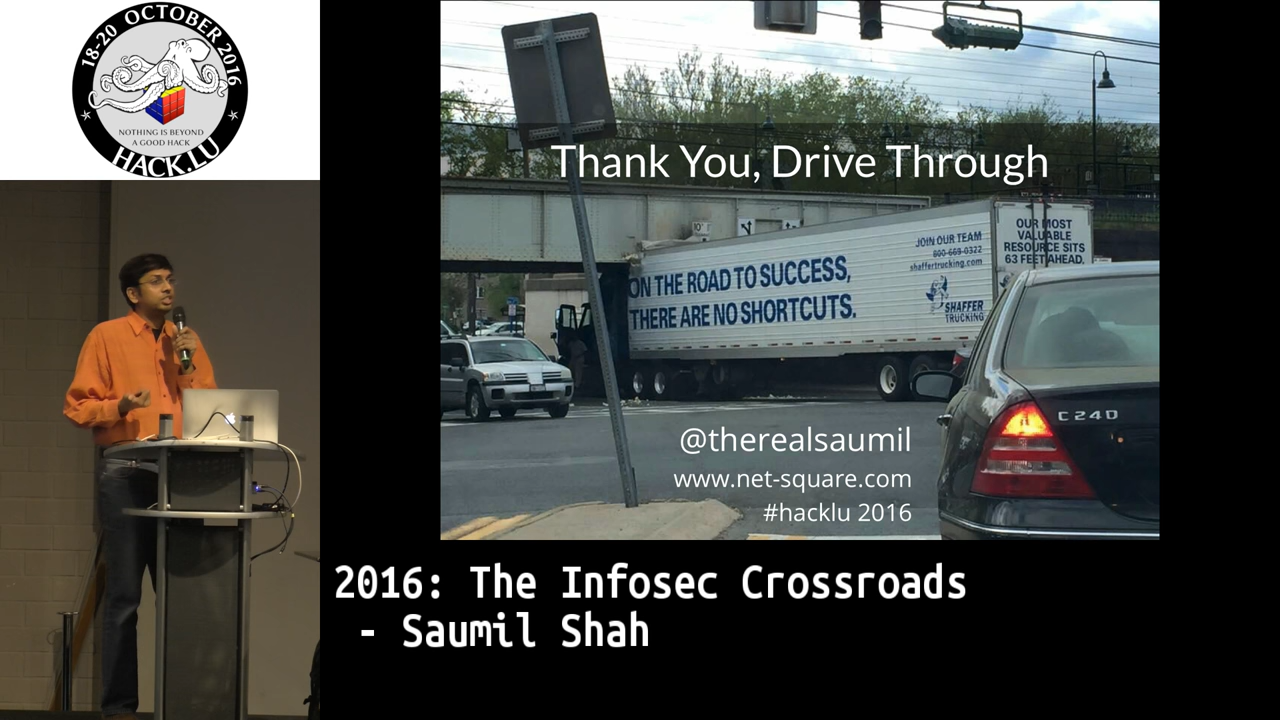 18-20 OCTOBER 2016
NOTHING IS BEYOND
A GOOD HACK
HACK.LU
Thank You, Drive Through
10'
JOIN OUR TEAM
800-669-0322
shaffertrucking.com
OUR MOST
VALUABLE
RESOURCE SITS
63 FEET AHEAD.
ON THE ROAD TO SUCCESS,
THERE ARE NO SHORTCUTS.
SHAFFER
TRUCKING
C240
@therealsaumil
www.net-square.com
#hacklu 2016
2016: The Infosec Crossroads
- Saumil Shah